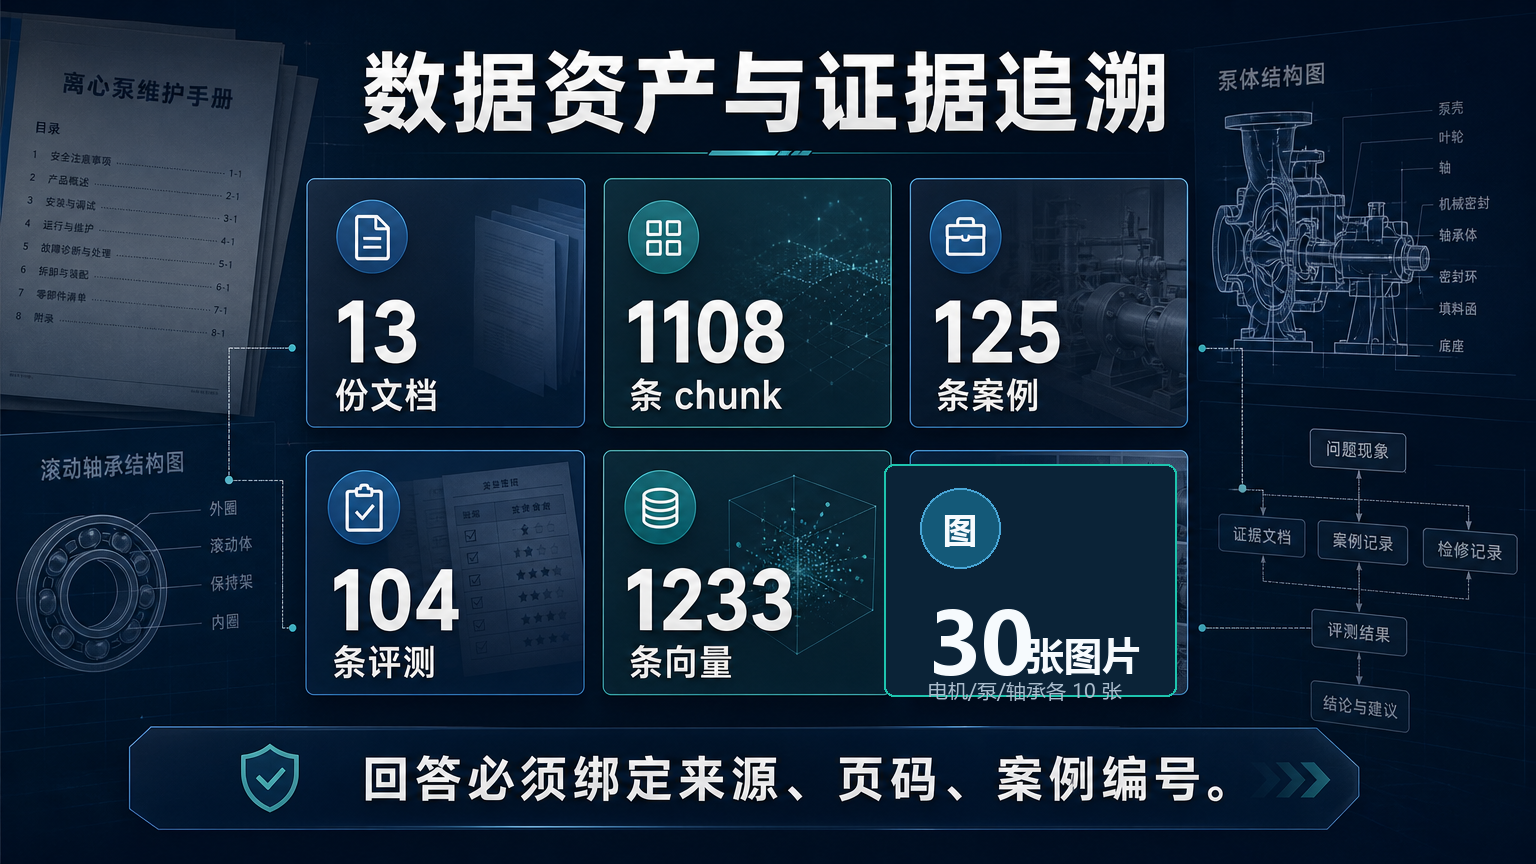 数据资产与证据追溯
离心泵维护手册
目录
1 安全注意事项 1-1
2 产品概述 2-1
3 安装与调试 3-1
4 运行与维护 4-1
5 故障诊断与处理 5-1
6 拆卸与装配 6-1
7 零部件清单 7-1
8 附录 8-1
滚动轴承结构图
外圈
滚动体
保持架
内圈
13
份文档
1108
条 chunk
125
条案例
104
条评测
1233
条向量
图
30张图片
电机/泵/轴承各 10 张
泵体结构图
泵壳
叶轮
轴
机械密封
轴承体
密封环
填料函
底座
问题现象
证据文档
案例记录
检修记录
评测结果
结论与建议
回答必须绑定来源、页码、案例编号。